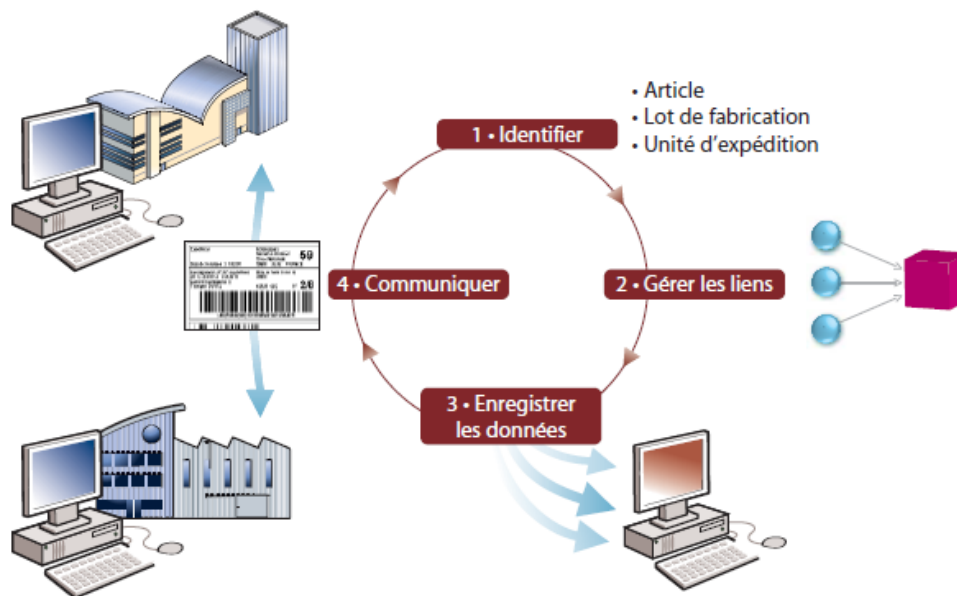 • Article
• Lot de fabrication
• Unité d'expédition
1 • Identifier
2 • Gérer les liens
3 • Enregistrer
les données
4 • Communiquer
59
2/8